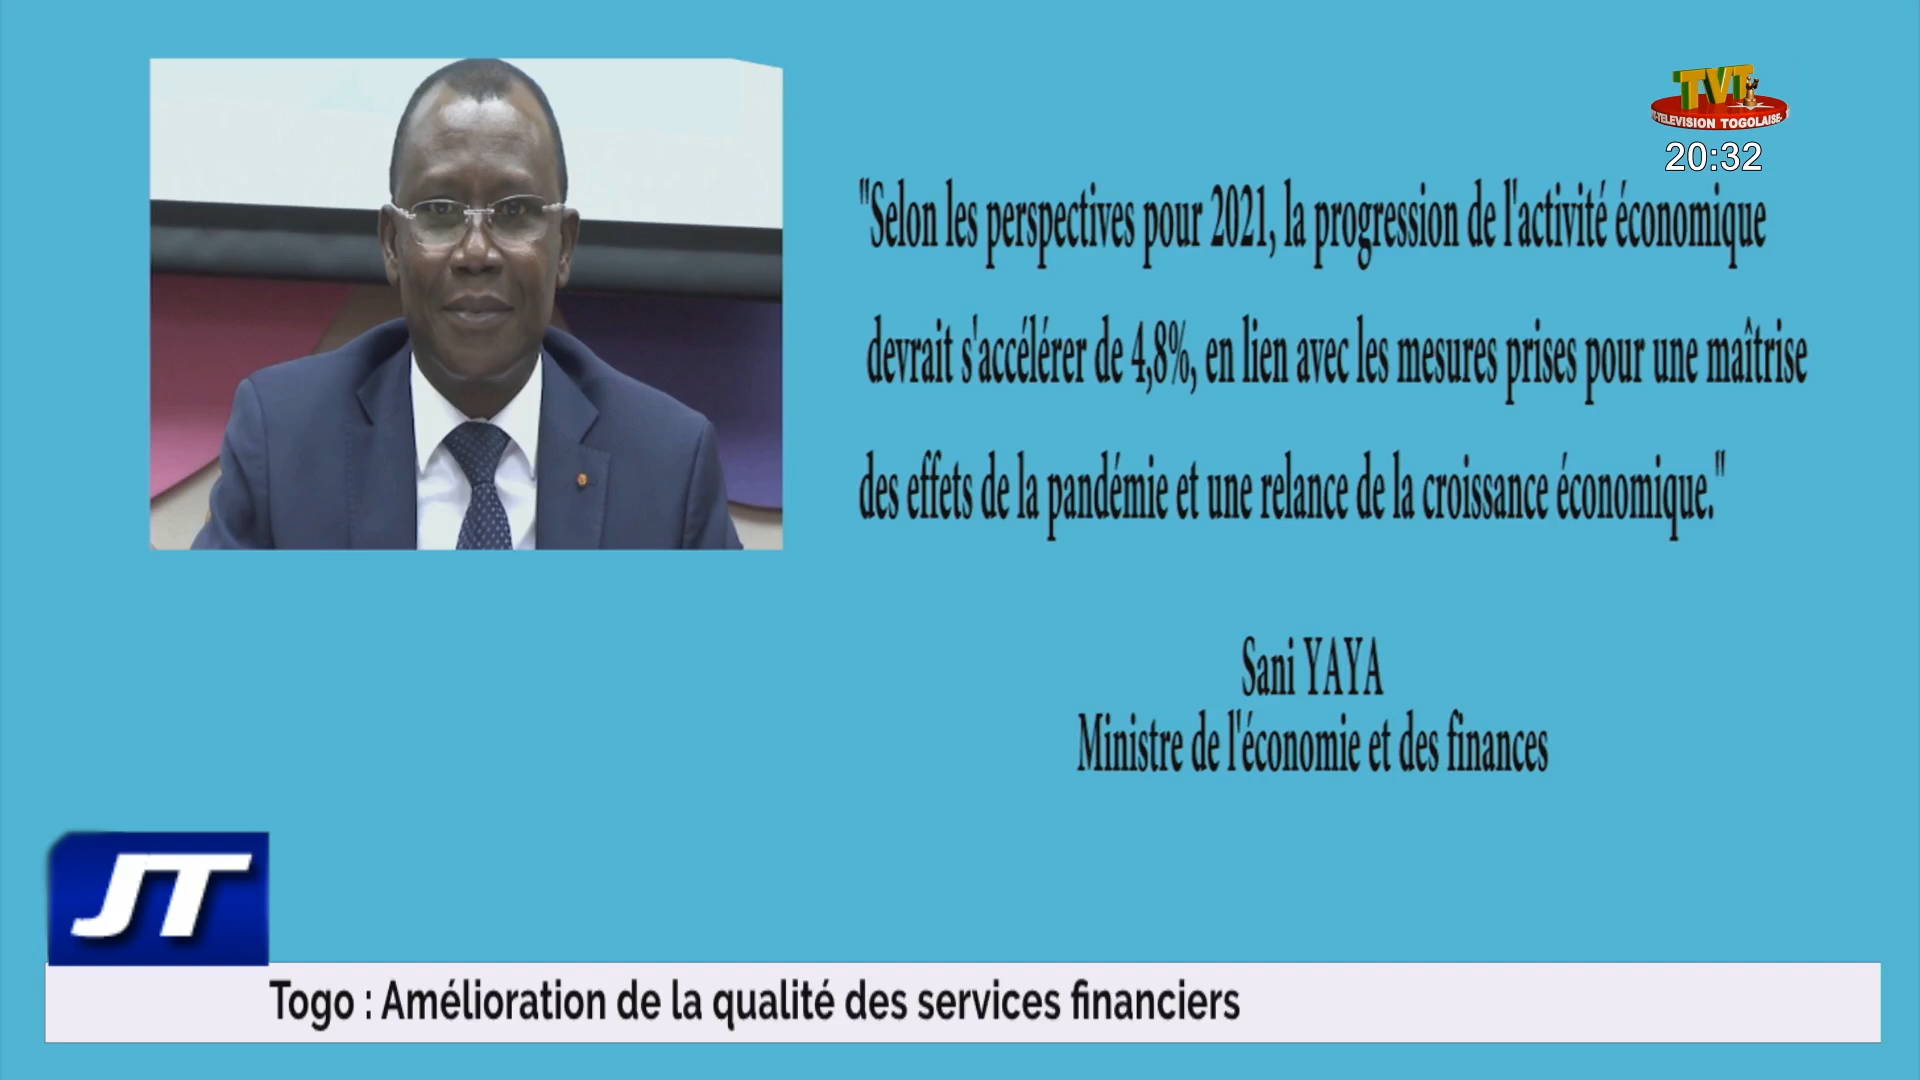 TVT
TELEVISION TOGOLAISE
20:32
"Selon les perspectives pour 2021, la progression de l'activité économique
devrait s'accélérer de 4,8%, en lien avec les mesures prises pour une maîtrise
des effets de la pandémie et une relance de la croissance économique."
Sani YAYA
Ministre de l'économie et des finances
JT
Togo : Amélioration de la qualité des services financiers